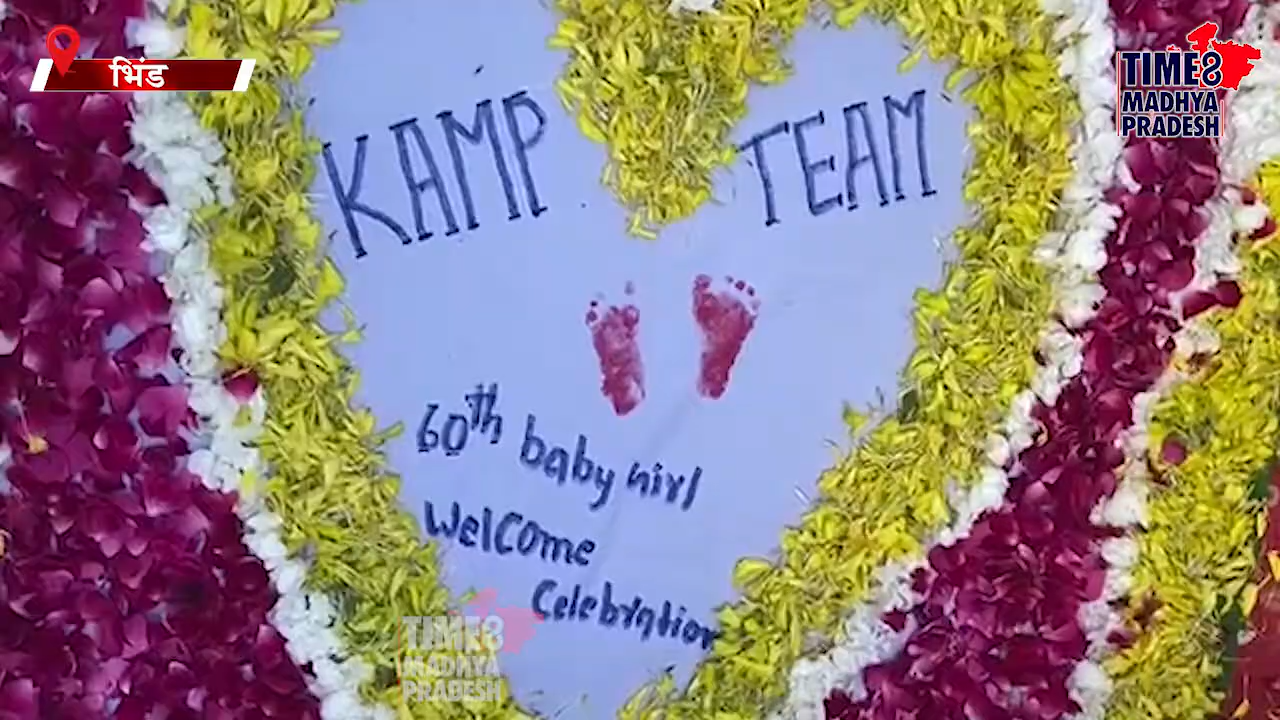 भिंड
TIME8
MADHYA
PRADESH
KAMP TEAM
60th baby girl
Welcome
Celebration
TIME8
MADHYA
PRADESH